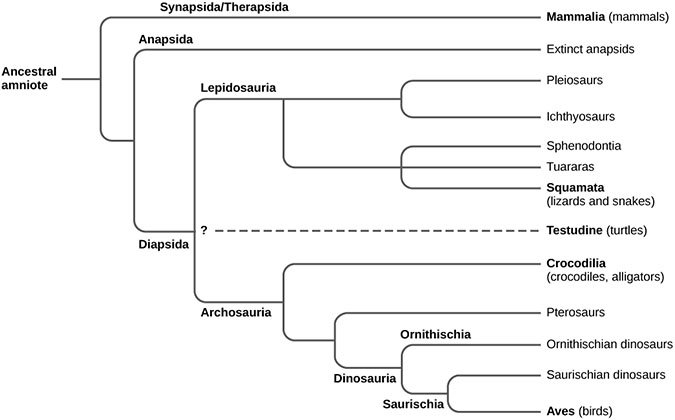 Synapsida/Therapsida
Mammalia (mammals)
Anapsida
Extinct anapsids
Ancestral
amniote
Lepidosauria
Pleiosaurs
Ichthyosaurs
Sphenodontia
Tuararas
Squamata
(lizards and snakes)
?
Testudine (turtles)
Diapsida
Crocodilia
(crocodiles, alligators)
Archosauria
Pterosaurs
Ornithischia
Ornithischian dinosaurs
Dinosauria
Saurischian dinosaurs
Saurischia
Aves (birds)